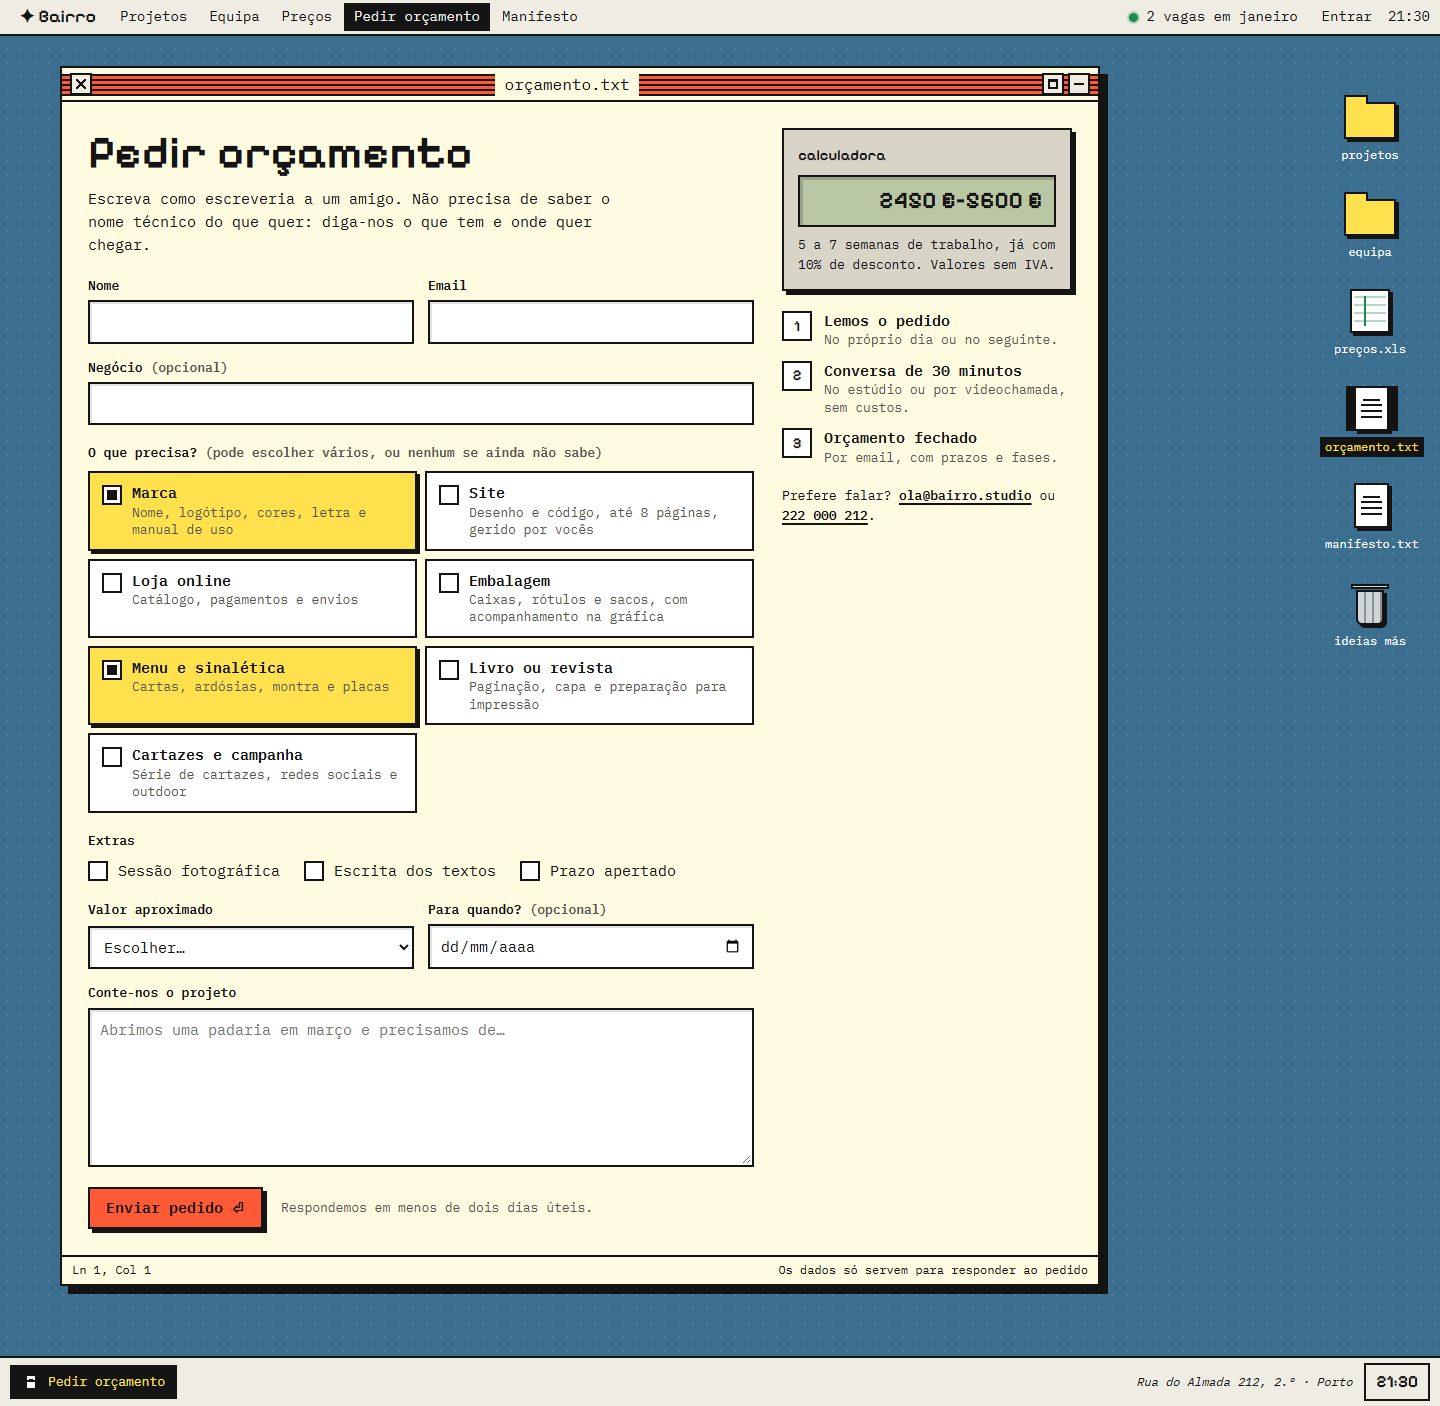 Bairro
Projetos
Equipa
Preços
Pedir orçamento
Manifesto
2 vagas em janeiro
Entrar
21:30
orçamento.txt
Pedir orçamento
Escreva como escreveria a um amigo. Não precisa de saber o
nome técnico do que quer: diga-nos o que tem e onde quer
chegar.
Nome
Email
Negócio (opcional)
O que precisa? (pode escolher vários, ou nenhum se ainda não sabe)
Marca
Nome, logótipo, cores, letra e
manual de uso
Site
Desenho e código, até 8 páginas,
gerido por vocês
Loja online
Catálogo, pagamentos e envios
Embalagem
Caixas, rótulos e sacos, com
acompanhamento na gráfica
Menu e sinalética
Cartas, ardósias, montra e placas
Livro ou revista
Paginação, capa e preparação para
impressão
Cartazes e campanha
Série de cartazes, redes sociais e
outdoor
Extras
Sessão fotográfica
Escrita dos textos
Prazo apertado
Valor aproximado
Para quando? (opcional)
Escolher…
dd/mm/aaaa
Conte-nos o projeto
Abrimos uma padaria em março e precisamos de…
Enviar pedido ⏎
Respondemos em menos de dois dias úteis.
calculadora
2430 €-3600 €
5 a 7 semanas de trabalho, já com
10% de desconto. Valores sem IVA.
1
Lemos o pedido
No próprio dia ou no seguinte.
2
Conversa de 30 minutos
No estúdio ou por videochamada,
sem custos.
3
Orçamento fechado
Por email, com prazos e fases.
Prefere falar? ola@bairro.studio ou
222 000 212.
Ln 1, Col 1
Os dados só servem para responder ao pedido
projetos
equipa
preços.xls
orçamento.txt
manifesto.txt
ideias más
Pedir orçamento
Rua do Almada 212, 2.º · Porto
21:30